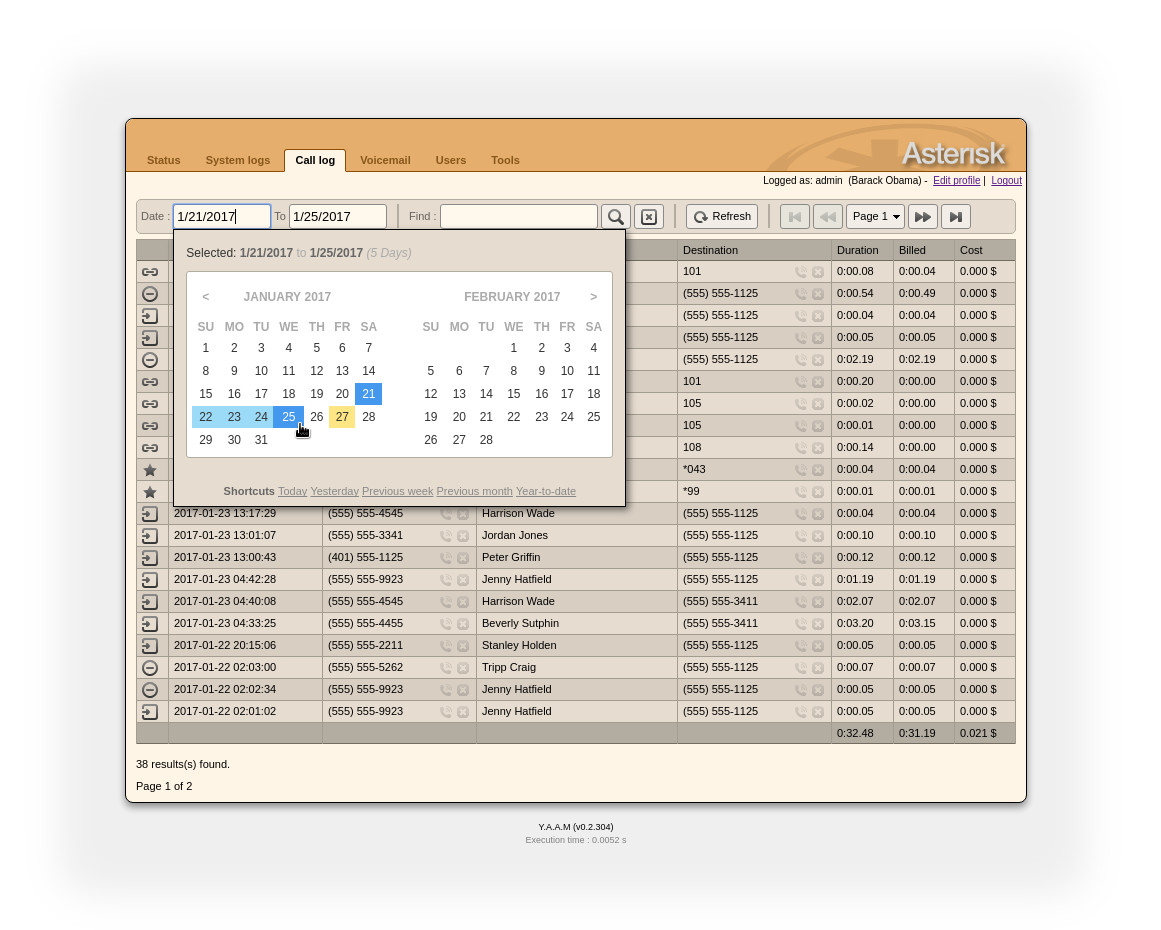 Status System logs Call log Voicemail Users Tools Asterisk
Logged as: admin (Barack Obama) - Edit profile | Logout
Date : 1/21/2017 To 1/25/2017 Find : Refresh Page 1
Destination Duration Billed Cost
Selected: 1/21/2017 to 1/25/2017 (5 Days)
< JANUARY 2017 FEBRUARY 2017 >
SU MO TU WE TH FR SA SU MO TU WE TH FR SA
1 2 3 4 5 6 7 1 2 3 4
8 9 10 11 12 13 14 5 6 7 8 9 10 11
15 16 17 18 19 20 21 12 13 14 15 16 17 18
22 23 24 25 26 27 28 19 20 21 22 23 24 25
29 30 31 26 27 28
Shortcuts Today Yesterday Previous week Previous month Year-to-date
101 0:00.08 0:00.04 0.000 $
(555) 555-1125 0:00.54 0:00.49 0.000 $
(555) 555-1125 0:00.04 0:00.04 0.000 $
(555) 555-1125 0:00.05 0:00.05 0.000 $
(555) 555-1125 0:02.19 0:02.19 0.000 $
101 0:00.20 0:00.00 0.000 $
105 0:00.02 0:00.00 0.000 $
105 0:00.01 0:00.00 0.000 $
108 0:00.14 0:00.00 0.000 $
*043 0:00.04 0:00.04 0.000 $
*99 0:00.01 0:00.01 0.000 $
2017-01-23 13:17:29 (555) 555-4545 Harrison Wade (555) 555-1125 0:00.04 0:00.04 0.000 $
2017-01-23 13:01:07 (555) 555-3341 Jordan Jones (555) 555-1125 0:00.10 0:00.10 0.000 $
2017-01-23 13:00:43 (401) 555-1125 Peter Griffin (555) 555-1125 0:00.12 0:00.12 0.000 $
2017-01-23 04:42:28 (555) 555-9923 Jenny Hatfield (555) 555-1125 0:01.19 0:01.19 0.000 $
2017-01-23 04:40:08 (555) 555-4545 Harrison Wade (555) 555-3411 0:02.07 0:02.07 0.000 $
2017-01-23 04:33:25 (555) 555-4455 Beverly Sutphin (555) 555-3411 0:03.20 0:03.15 0.000 $
2017-01-22 20:15:06 (555) 555-2211 Stanley Holden (555) 555-1125 0:00.05 0:00.05 0.000 $
2017-01-22 02:03:00 (555) 555-5262 Tripp Craig (555) 555-1125 0:00.07 0:00.07 0.000 $
2017-01-22 02:02:34 (555) 555-9923 Jenny Hatfield (555) 555-1125 0:00.05 0:00.05 0.000 $
2017-01-22 02:01:02 (555) 555-9923 Jenny Hatfield (555) 555-1125 0:00.05 0:00.05 0.000 $
0:32.48 0:31.19 0.021 $
38 results(s) found.
Page 1 of 2
Y.A.A.M (v0.2.304)
Execution time : 0.0052 s